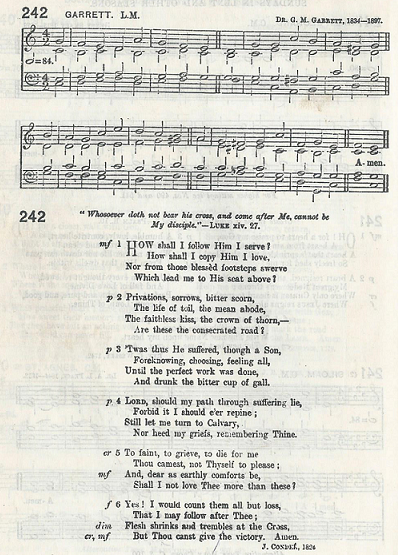 242 GARRETT. L.M. DR. G. M. GARRETT, 1834–1897.
=84.
A-men.
242 "Whosoever doth not bear his cross, and come after Me, cannot be
My disciple."—LUKE xiv. 27.
mf 1 HOW shall I follow Him I serve?
How shall I copy Him I love,
Nor from those blessèd footsteps swerve
Which lead me to His seat above?
p 2 Privations, sorrows, bitter scorn,
The life of toil, the mean abode,
The faithless kiss, the crown of thorn,—
Are these the consecrated road?
p 3 'Twas thus He suffered, though a Son,
Foreknowing, choosing, feeling all,
Until the perfect work was done,
And drunk the bitter cup of gall.
p 4 LORD, should my path through suffering lie,
Forbid it I should e'er repine;
Still let me turn to Calvary,
Nor heed my griefs, remembering Thine.
cr 5 To faint, to grieve, to die for me
Thou camest, not Thyself to please;
mf And, dear as earthly comforts be,
Shall I not love Thee more than these?
f 6 Yes! I would count them all but loss,
That I may follow after Thee;
dim Flesh shrinks and trembles at the Cross,
cr, mf But Thou canst give the victory. Amen.
J. CONDER, 1824